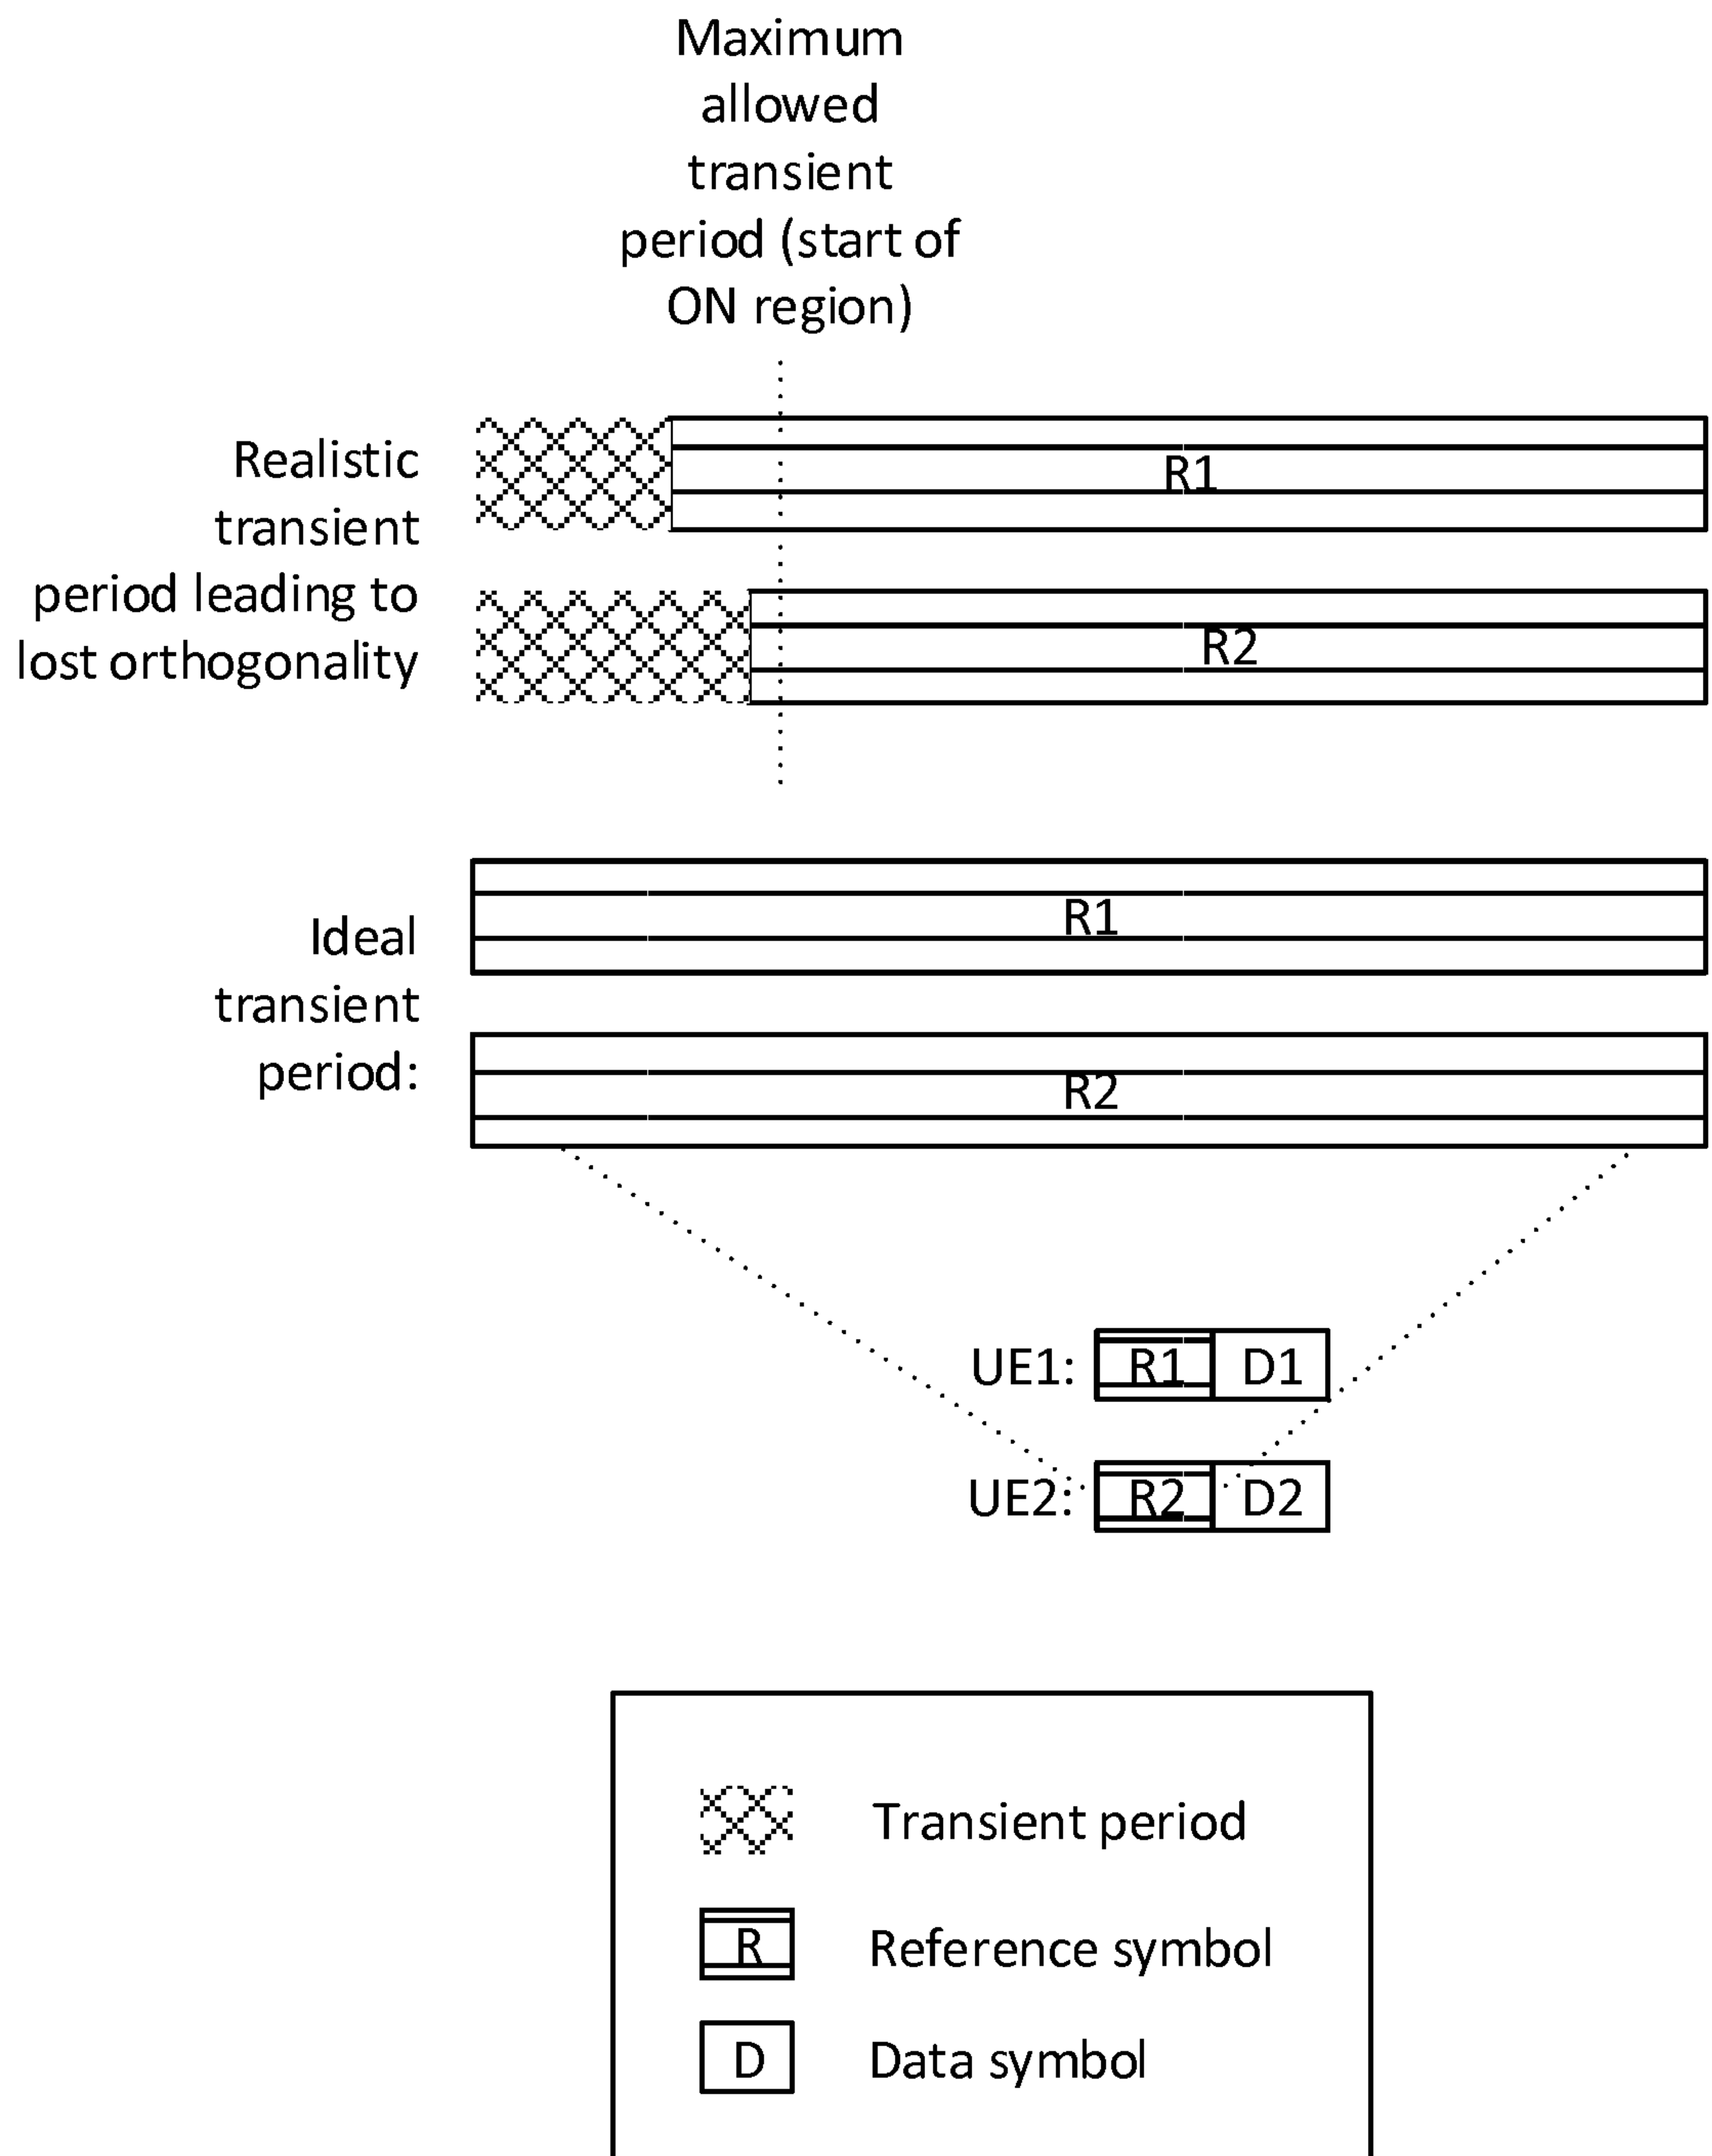 Maximum
allowed
transient
period (start of
ON region)
Realistic
transient
period leading to
lost orthogonality
R1
R2
Ideal
transient
period:
R1
R2
UE1:
R1
D1
UE2:
R2
D2
Transient period
R
Reference symbol
D
Data symbol